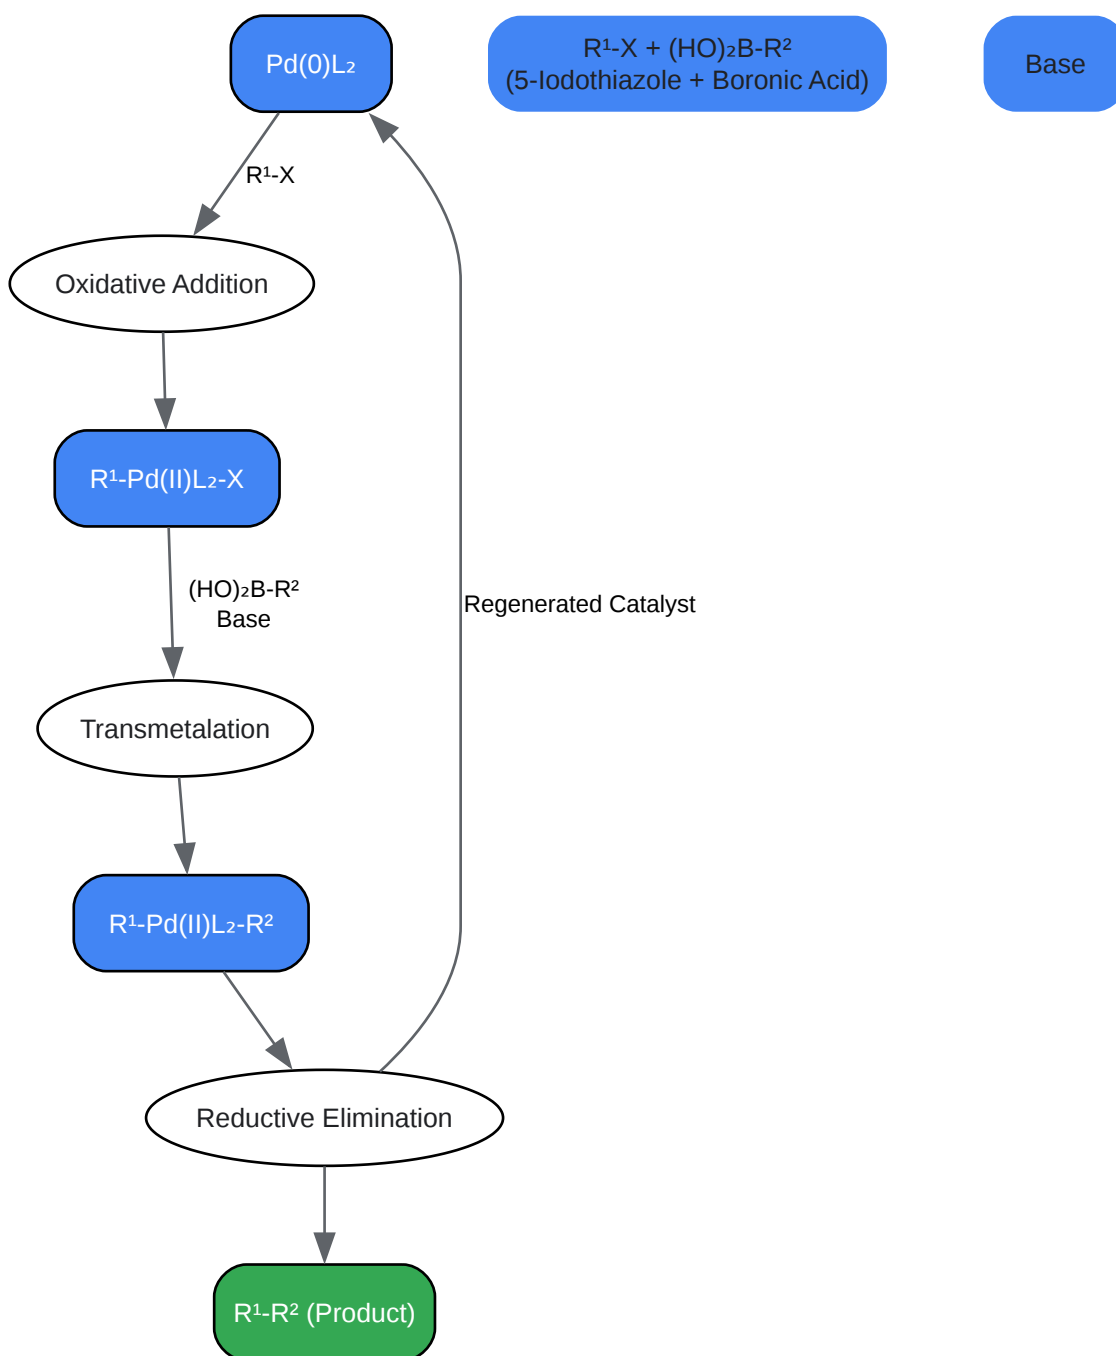 Pd(0)L₂
R¹-X + (HO)₂B-R²
(5-Iodothiazole + Boronic Acid)
Base
R¹-X
Oxidative Addition
R¹-Pd(II)L₂-X
(HO)₂B-R²
Base
Regenerated Catalyst
Transmetalation
R¹-Pd(II)L₂-R²
Reductive Elimination
R¹-R² (Product)